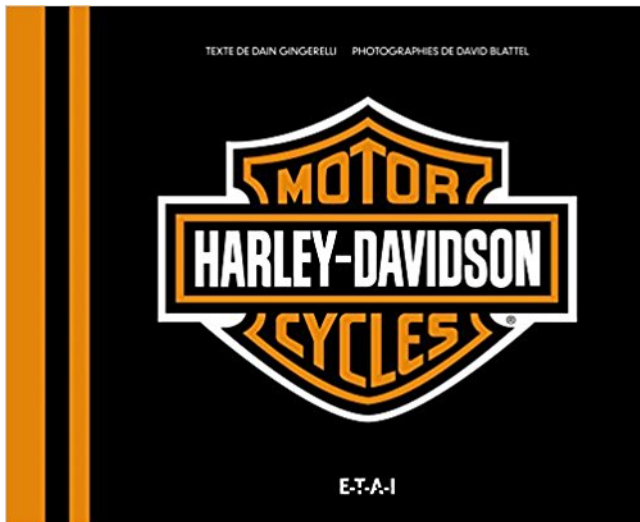 TEXTE DE DAIN GINGERELLI PHOTOGRAPHIES DE DAVID BLATTEL
MOTOR
HARLEY-DAVIDSON
CYCLES
®
E-T-A-I